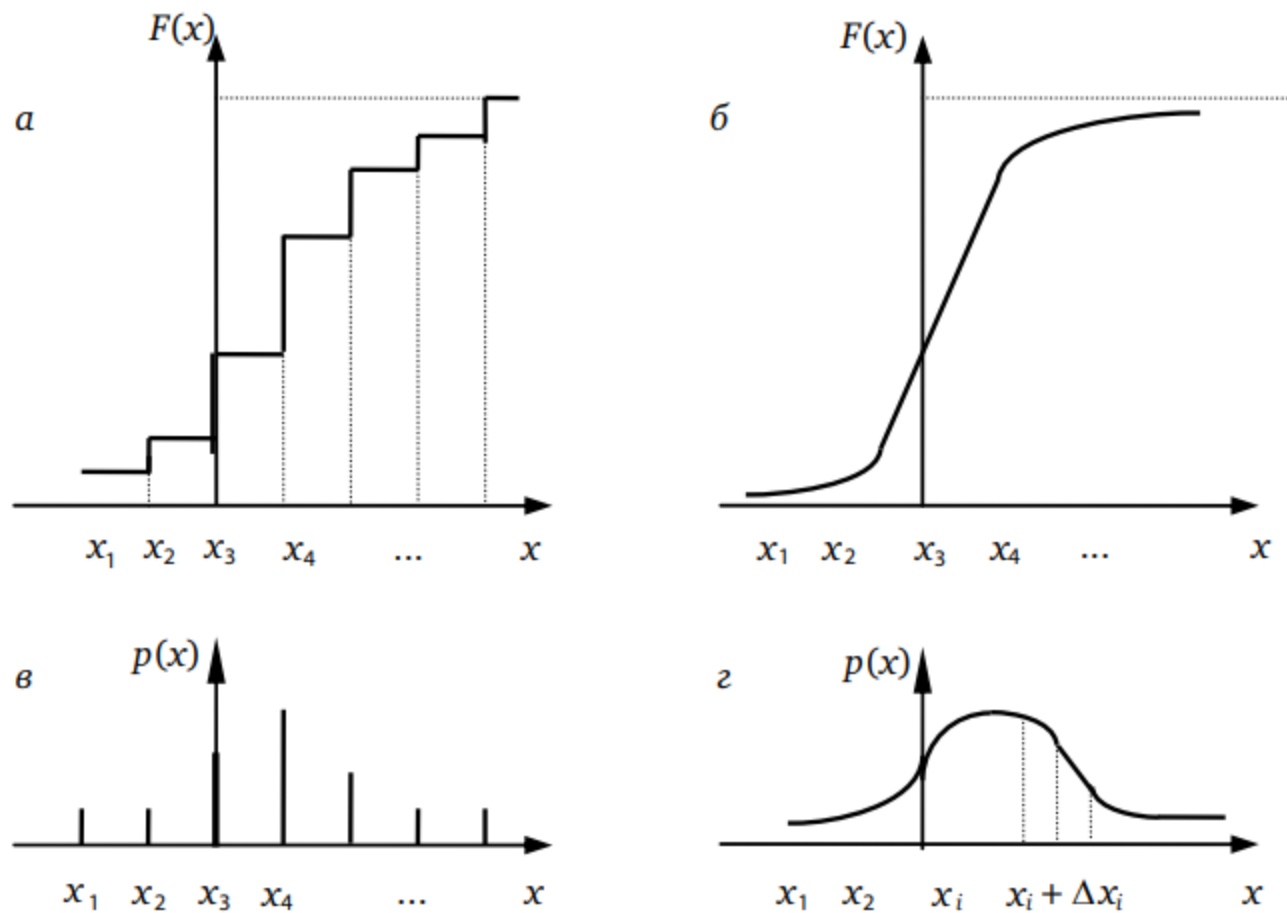 F(x)
а
x₁ x₂ x₃ x₄ ... x
F(x)
б
x₁ x₂ x₃ x₄ ... x
p(x)
в
x₁ x₂ x₃ x₄ ... x
p(x)
г
x₁ x₂ xᵢ xᵢ + Δxᵢ x